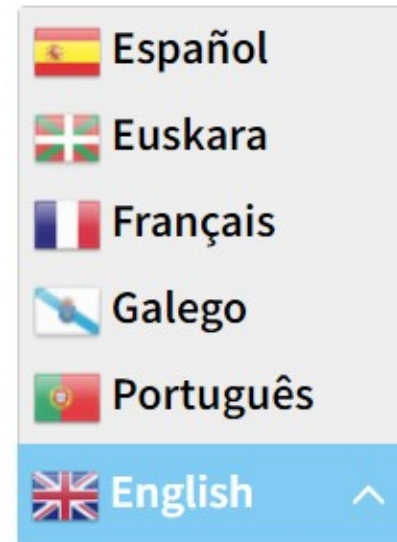 Español
Euskara
Français
Galego
Português
English